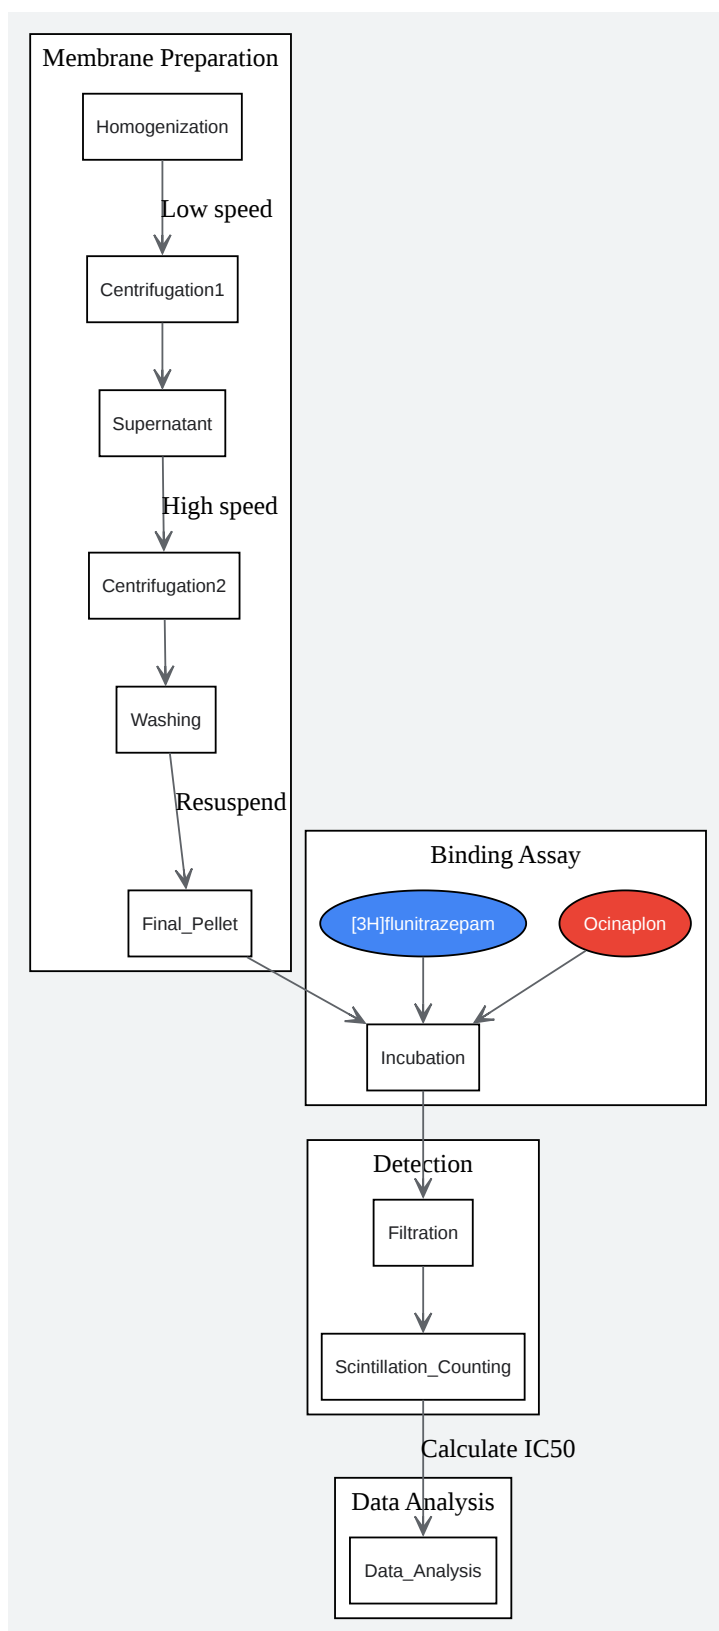 Membrane Preparation
Homogenization
Low speed
Centrifugation1
Supernatant
High speed
Centrifugation2
Washing
Resuspend
Final_Pellet
Binding Assay
[3H]flunitrazepam
Ocinaplon
Incubation
Detection
Filtration
Scintillation_Counting
Calculate IC50
Data Analysis
Data_Analysis